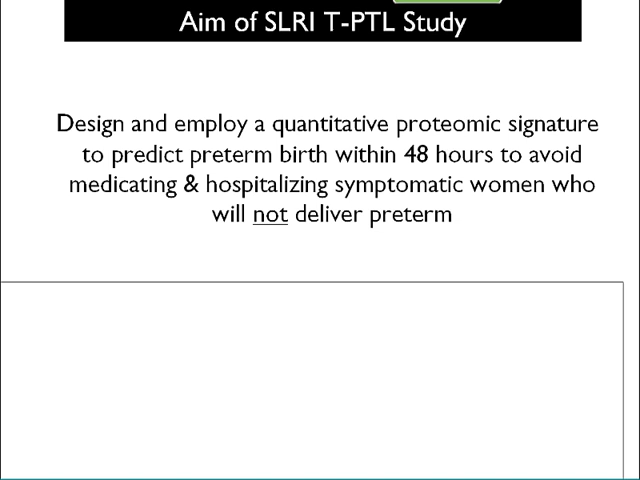 Aim of SLRI T-PTL Study
Design and employ a quantitative proteomic signature
to predict preterm birth within 48 hours to avoid
medicating & hospitalizing symptomatic women who
will not deliver preterm